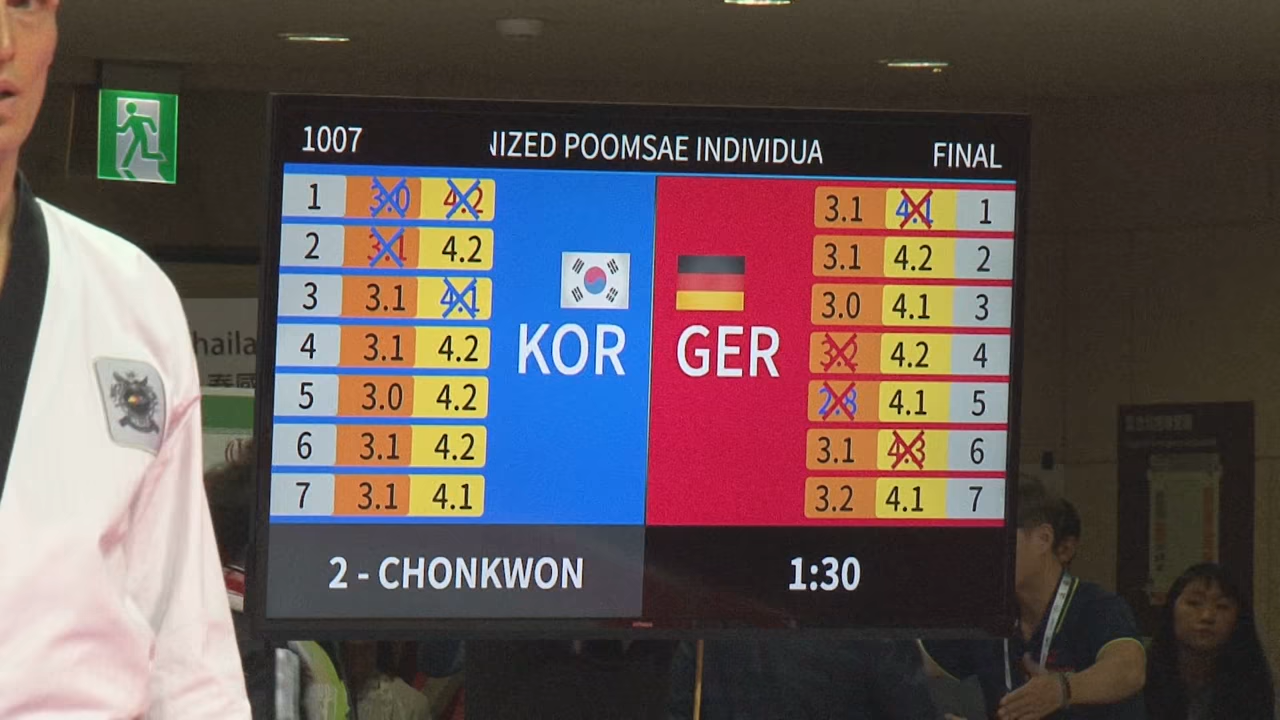 1007 NIZED POOMSAE INDIVIDUA FINAL
1 3.0 4.2 3.1 4.1 1
2 3.1 4.2 3.1 4.2 2
3 3.1 4.1 3.0 4.1 3
4 3.1 4.2 3.2 4.2 4
5 3.0 4.2 2.8 4.1 5
6 3.1 4.2 3.1 4.3 6
7 3.1 4.1 3.2 4.1 7
KOR GER
2 - CHONKWON 1:30
haila